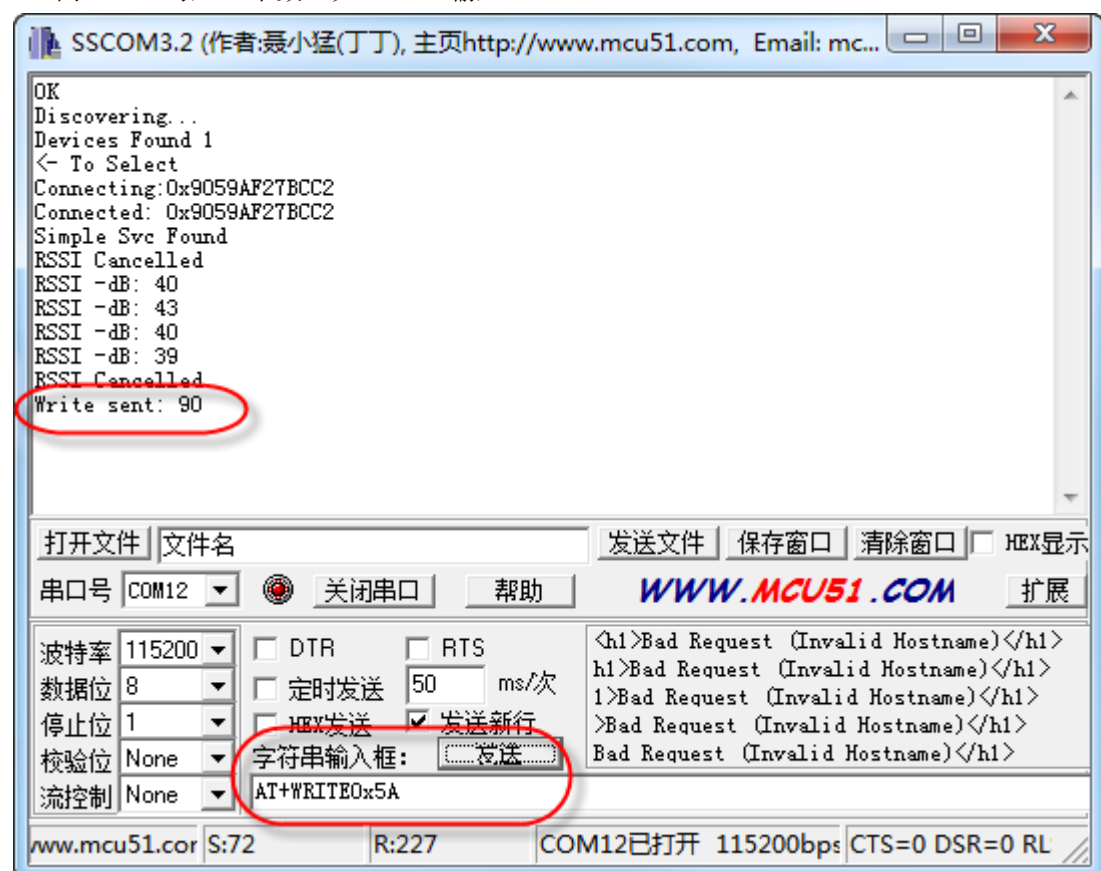 SSCOM3.2 (作者:聂小猛(丁丁), 主页http://www.mcu51.com, Email: mc...
OK
Discovering...
Devices Found 1
<- To Select
Connecting:0x9059AF27BCC2
Connected: 0x9059AF27BCC2
Simple Svc Found
RSSI Cancelled
RSSI -dB: 40
RSSI -dB: 43
RSSI -dB: 40
RSSI -dB: 39
RSSI Cancelled
Write sent: 90
打开文件 文件名 发送文件 保存窗口 清除窗口 HEX显示
串口号 COM12 关闭串口 帮助 WWW.MCU51.COM 扩展
波特率 115200 DTR RTS
数据位 8 定时发送 50 ms/次
停止位 1 HEX发送 发送新行
校验位 None 字符串输入框: 发送
流控制 None AT+WRITE0x5A
<h1>Bad Request (Invalid Hostname)</h1>
h1>Bad Request (Invalid Hostname)</h1>
1>Bad Request (Invalid Hostname)</h1>
>Bad Request (Invalid Hostname)</h1>
Bad Request (Invalid Hostname)</h1>
www.mcu51.cor S:72 R:227 COM12已打开 115200bps CTS=0 DSR=0 RL